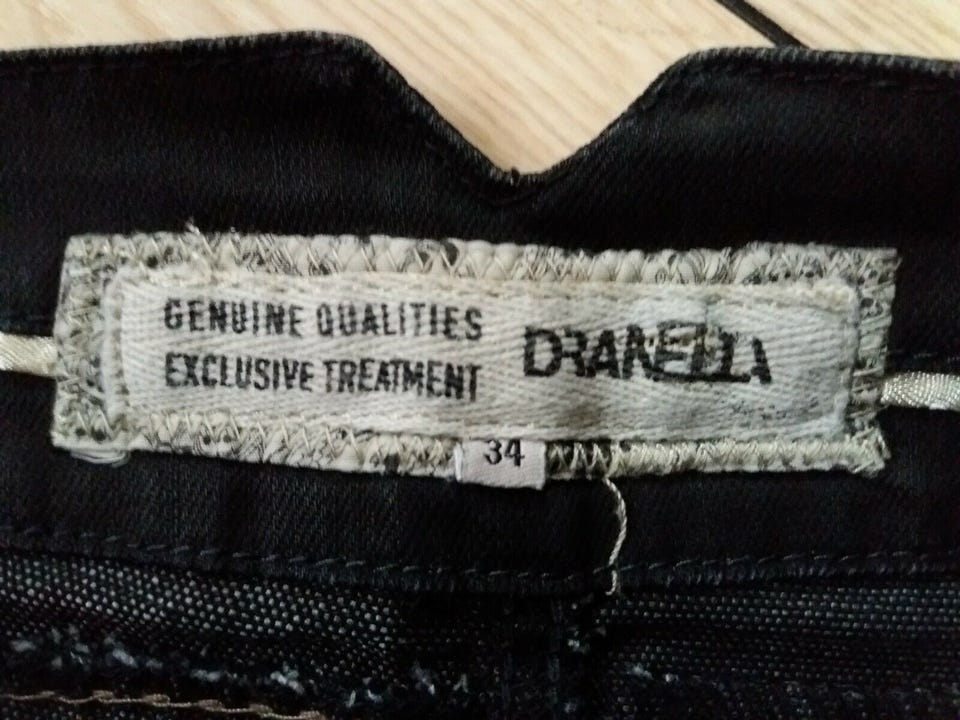 GENUINE QUALITIES
EXCLUSIVE TREATMENT
DRANELLA
34